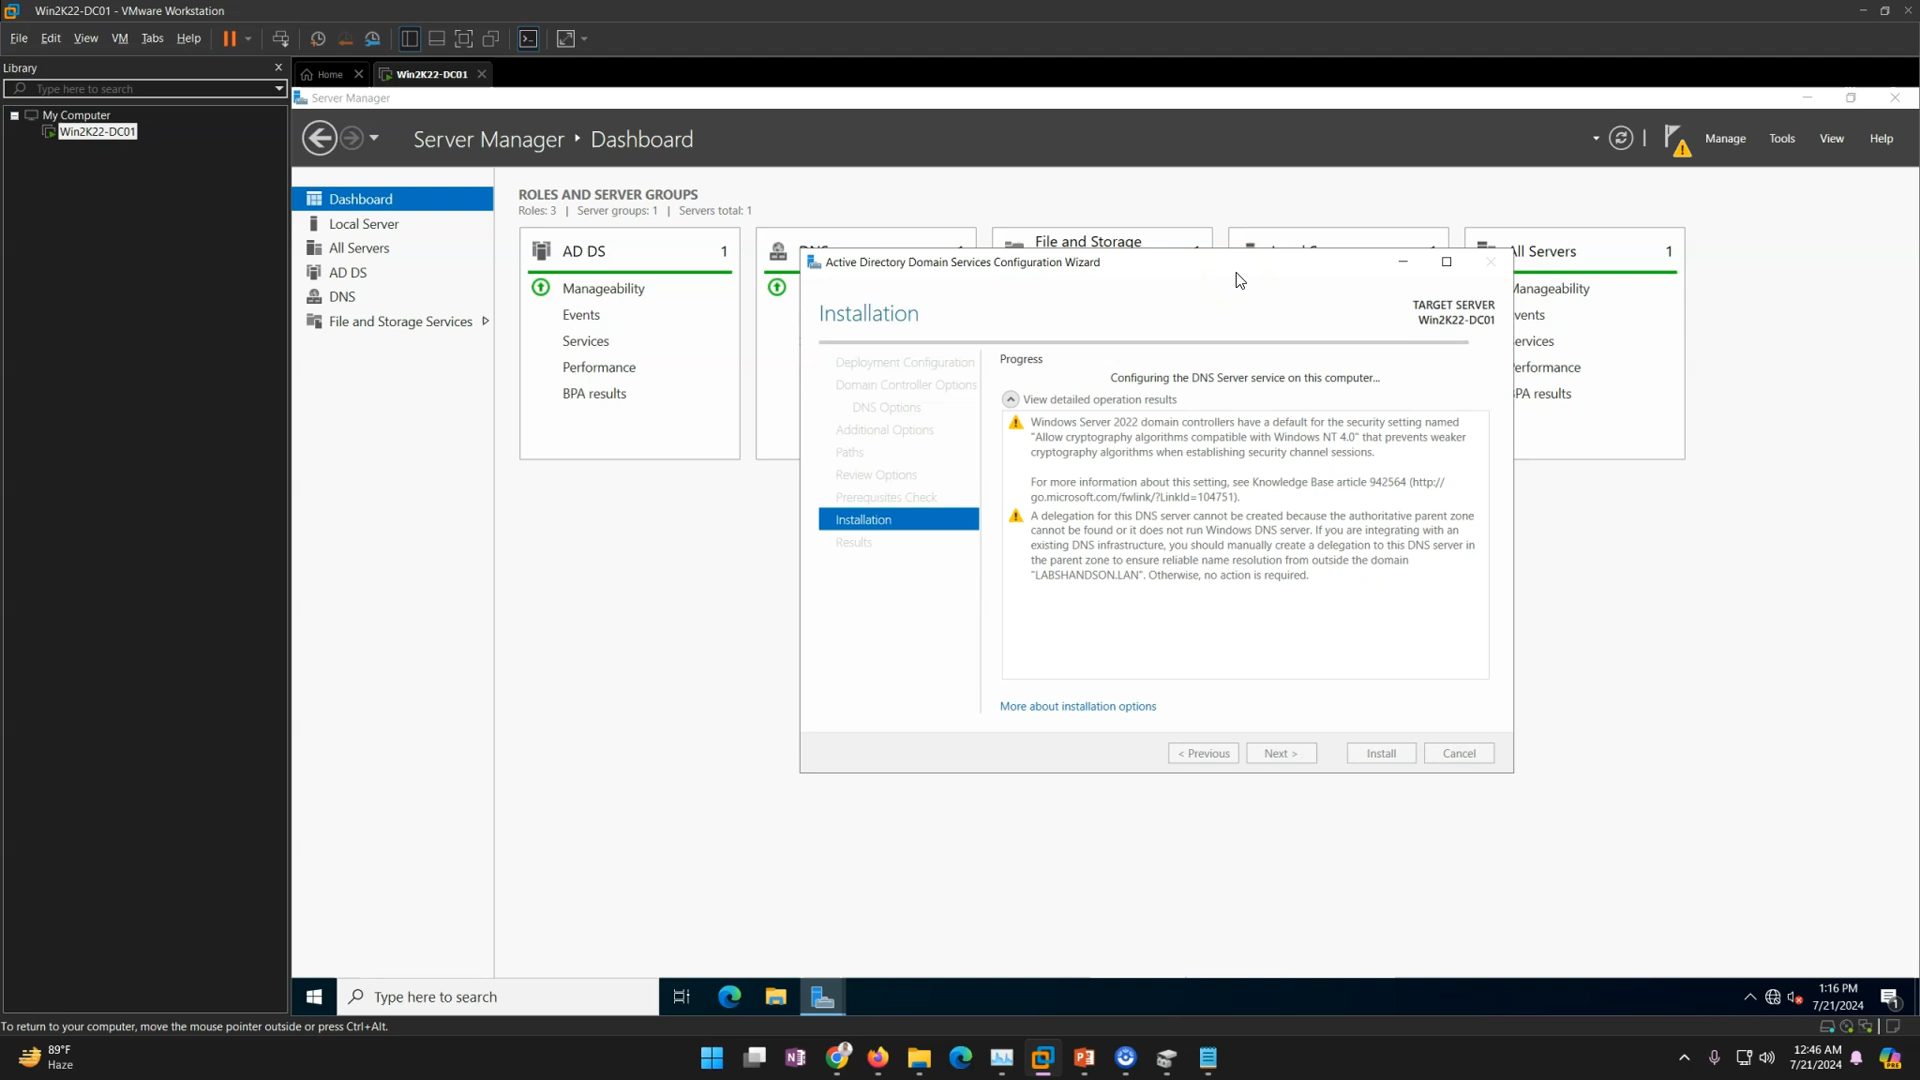 Win2K22-DC01 - VMware Workstation
File Edit View VM Tabs Help
Library
Type here to search
My Computer
Win2K22-DC01
Home
Win2K22-DC01
Server Manager
Server Manager • Dashboard
Manage Tools View Help
Dashboard
Local Server
All Servers
AD DS
DNS
File and Storage Services
ROLES AND SERVER GROUPS
Roles: 3 | Server groups: 1 | Servers total: 1
AD DS 1
Manageability
Events
Services
Performance
BPA results
File and Storage
All Servers 1
Manageability
Events
Services
Performance
BPA results
Active Directory Domain Services Configuration Wizard
Installation
TARGET SERVER
Win2K22-DC01
Deployment Configuration
Domain Controller Options
DNS Options
Additional Options
Paths
Review Options
Prerequisites Check
Installation
Results
Progress
Configuring the DNS Server service on this computer...
View detailed operation results
Windows Server 2022 domain controllers have a default for the security setting named
"Allow cryptography algorithms compatible with Windows NT 4.0" that prevents weaker
cryptography algorithms when establishing security channel sessions.
For more information about this setting, see Knowledge Base article 942564 (http://
go.microsoft.com/fwlink/?LinkId=104751).
A delegation for this DNS server cannot be created because the authoritative parent zone
cannot be found or it does not run Windows DNS server. If you are integrating with an
existing DNS infrastructure, you should manually create a delegation to this DNS server in
the parent zone to ensure reliable name resolution from outside the domain
"LABSHANDSON.LAN". Otherwise, no action is required.
More about installation options
< Previous Next > Install Cancel
Type here to search
1:16 PM
7/21/2024
1
To return to your computer, move the mouse pointer outside or press Ctrl+Alt.
89°F
Haze
12:46 AM
7/21/2024